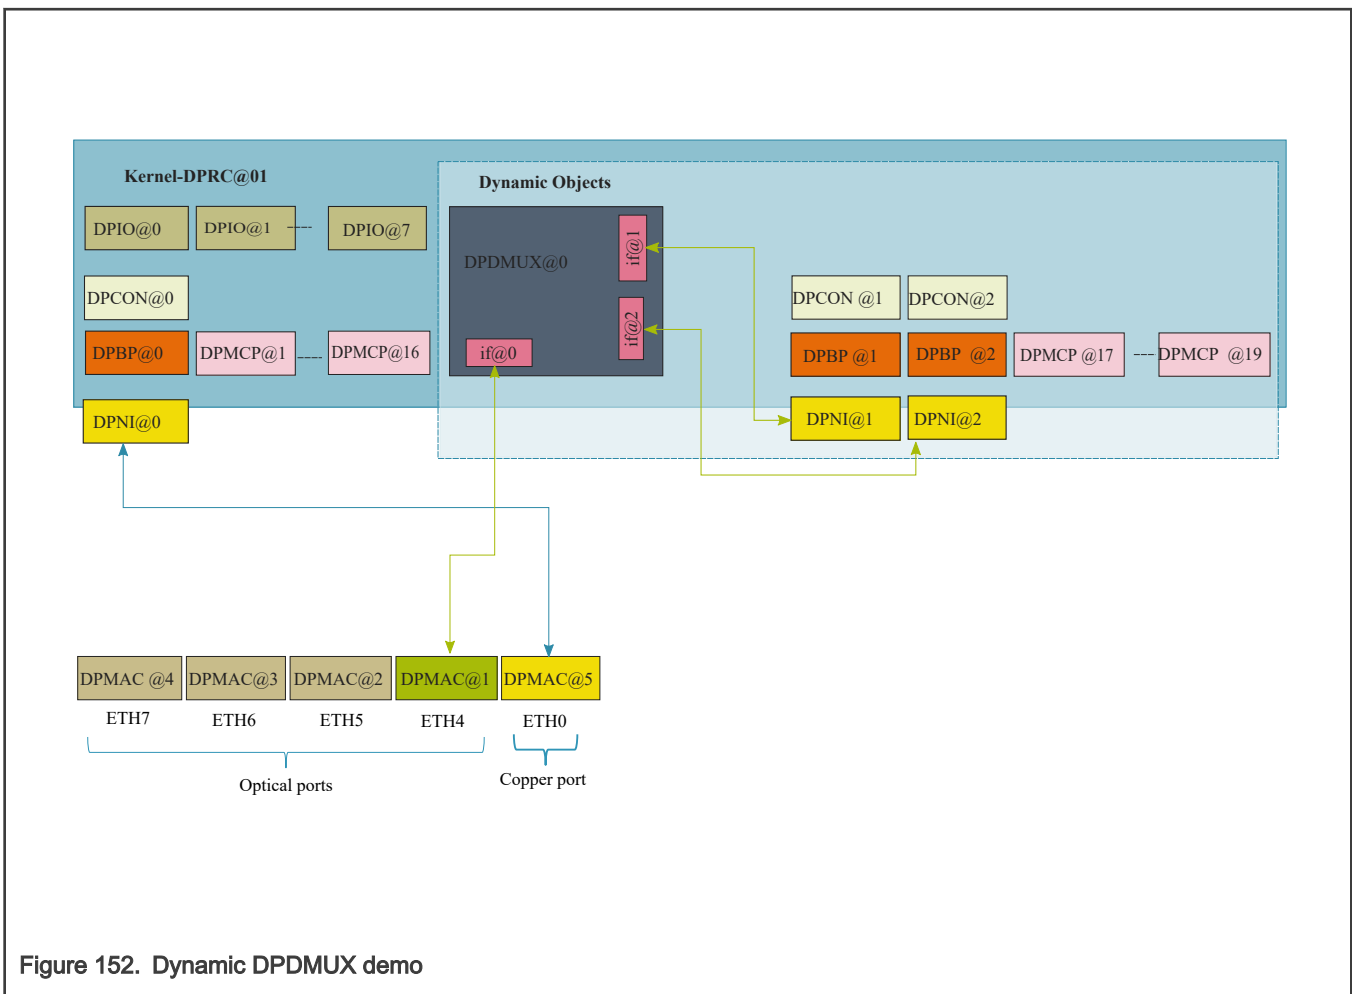 Kernel-DPRC@01
Dynamic Objects
DPIO@0
DPIO@1
DPIO@7
DPDMUX@0
if@1
if@2
if@0
DPCON@0
DPCON @1
DPCON@2
DPBP@0
DPMCP@1
DPMCP@16
DPBP @1
DPBP @2
DPMCP @17
DPMCP @19
DPNI@0
DPNI@1
DPNI@2
DPMAC @4
DPMAC@3
DPMAC@2
DPMAC@1
DPMAC@5
ETH7
ETH6
ETH5
ETH4
ETH0
Optical ports
Copper port
Figure 152. Dynamic DPDMUX demo